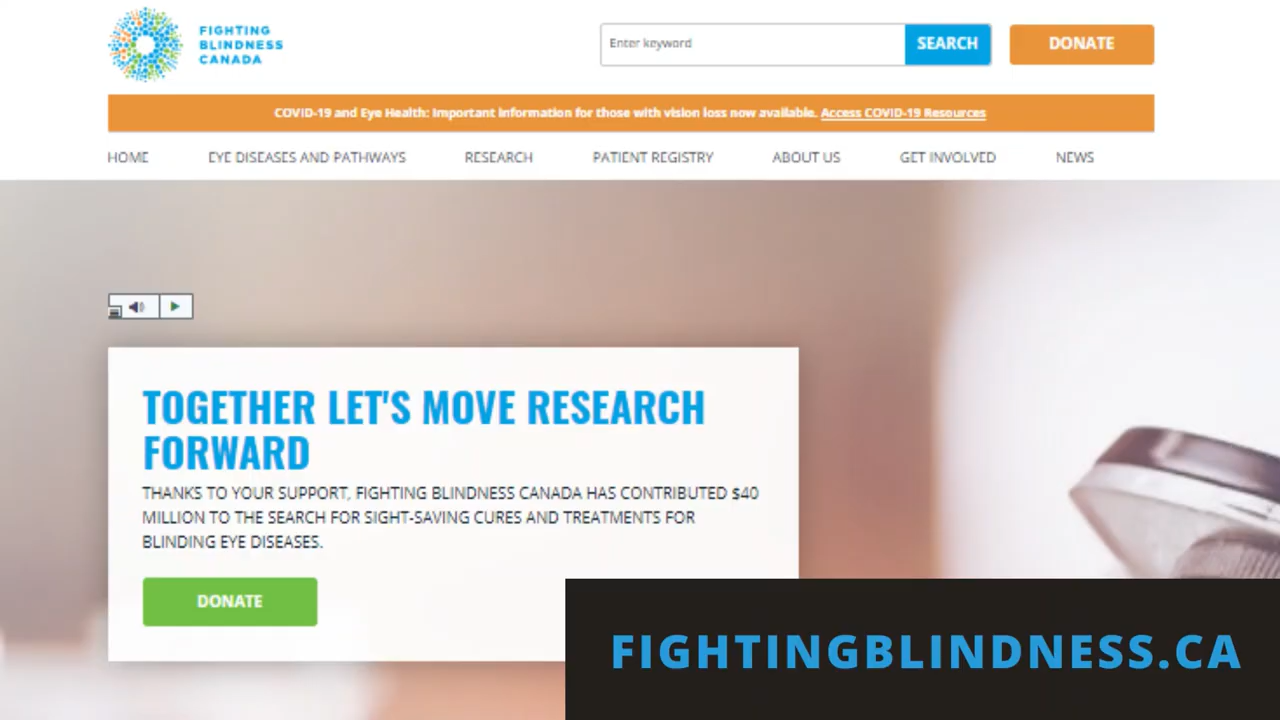 FIGHTING
BLINDNESS
CANADA
Enter keyword
SEARCH
DONATE
COVID-19 and Eye Health: Important information for those with vision loss now available. Access COVID-19 Resources
HOME
EYE DISEASES AND PATHWAYS
RESEARCH
PATIENT REGISTRY
ABOUT US
GET INVOLVED
NEWS
TOGETHER LET'S MOVE RESEARCH
FORWARD
THANKS TO YOUR SUPPORT, FIGHTING BLINDNESS CANADA HAS CONTRIBUTED $40
MILLION TO THE SEARCH FOR SIGHT-SAVING CURES AND TREATMENTS FOR
BLINDING EYE DISEASES.
DONATE
FIGHTINGBLINDNESS.CA